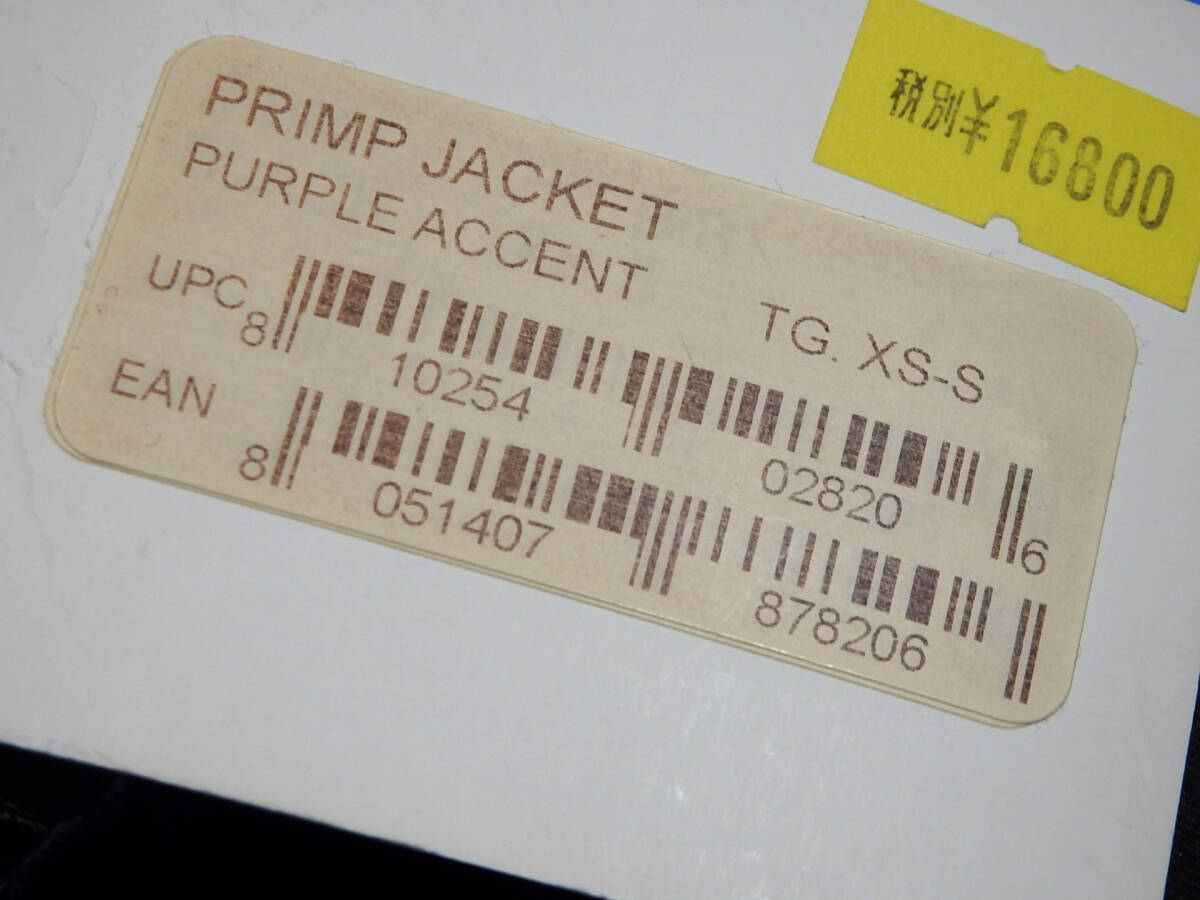 税別¥16800
PRIMP JACKET
PURPLE ACCENT
TG. XS-S
UPC
8 10254 02820 6
EAN
8 051407 878206